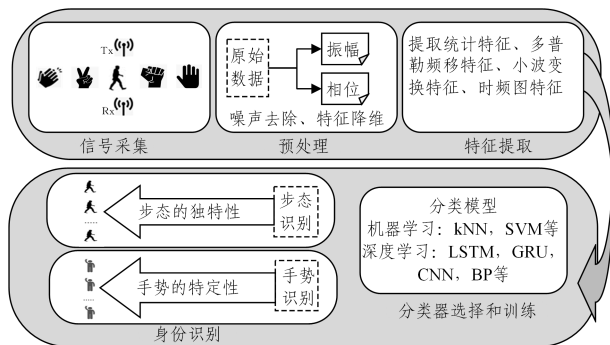 Tx
Rx
信号采集
原始
数据
振幅
相位
噪声去除、特征降维
预处理
提取统计特征、多普
勒频移特征、小波变
换特征、时频图特征
特征提取
步态的独特性
步态
识别
......
手势的特定性
手势
识别
......
身份识别
分类模型
机器学习：kNN，SVM等
深度学习：LSTM，GRU，
CNN，BP等
分类器选择和训练